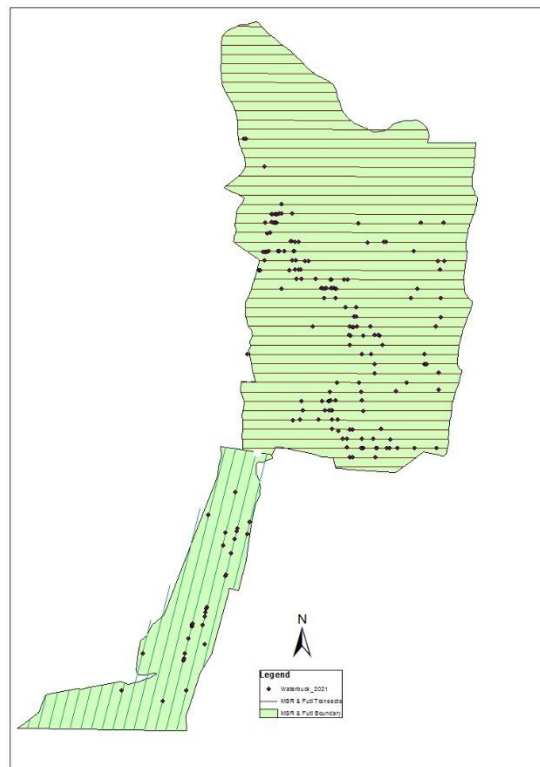 N
Legend
Waterbuck_2021
MSR & Futi Transects
MSR & Futi Boundary